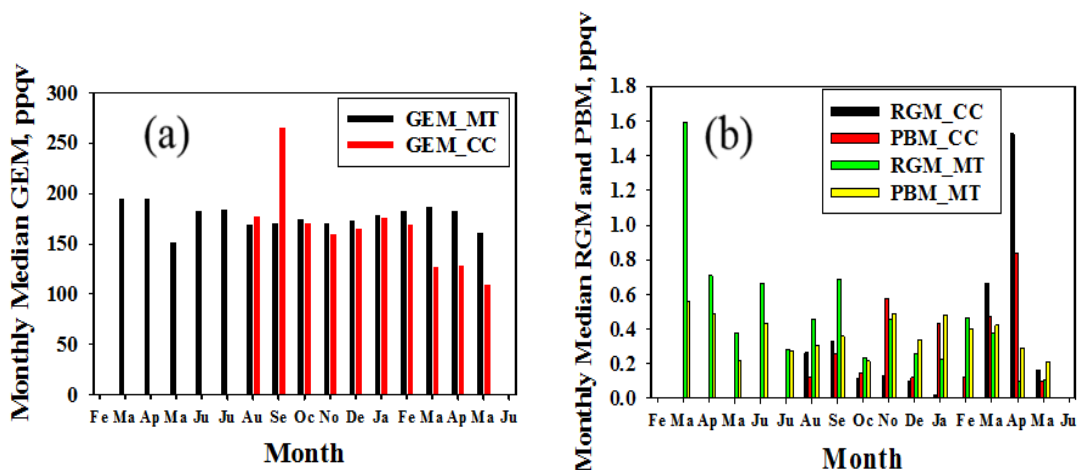 Monthly Median GEM, ppqv
300
250
200
150
100
50
0
(a)
GEM_MT
GEM_CC
Fe Ma Ap Ma Ju Ju Au Se Oc No De Ja Fe Ma Ap Ma Ju
Month
Monthly Median RGM and PBM, ppqv
1.8
1.6
1.4
1.2
1.0
0.8
0.6
0.4
0.2
0.0
(b)
RGM_CC
PBM_CC
RGM_MT
PBM_MT
Ma Ap Ma Ju Ju Au Se Oc No De Ja Fe Ma Ap Ma Ju
Month